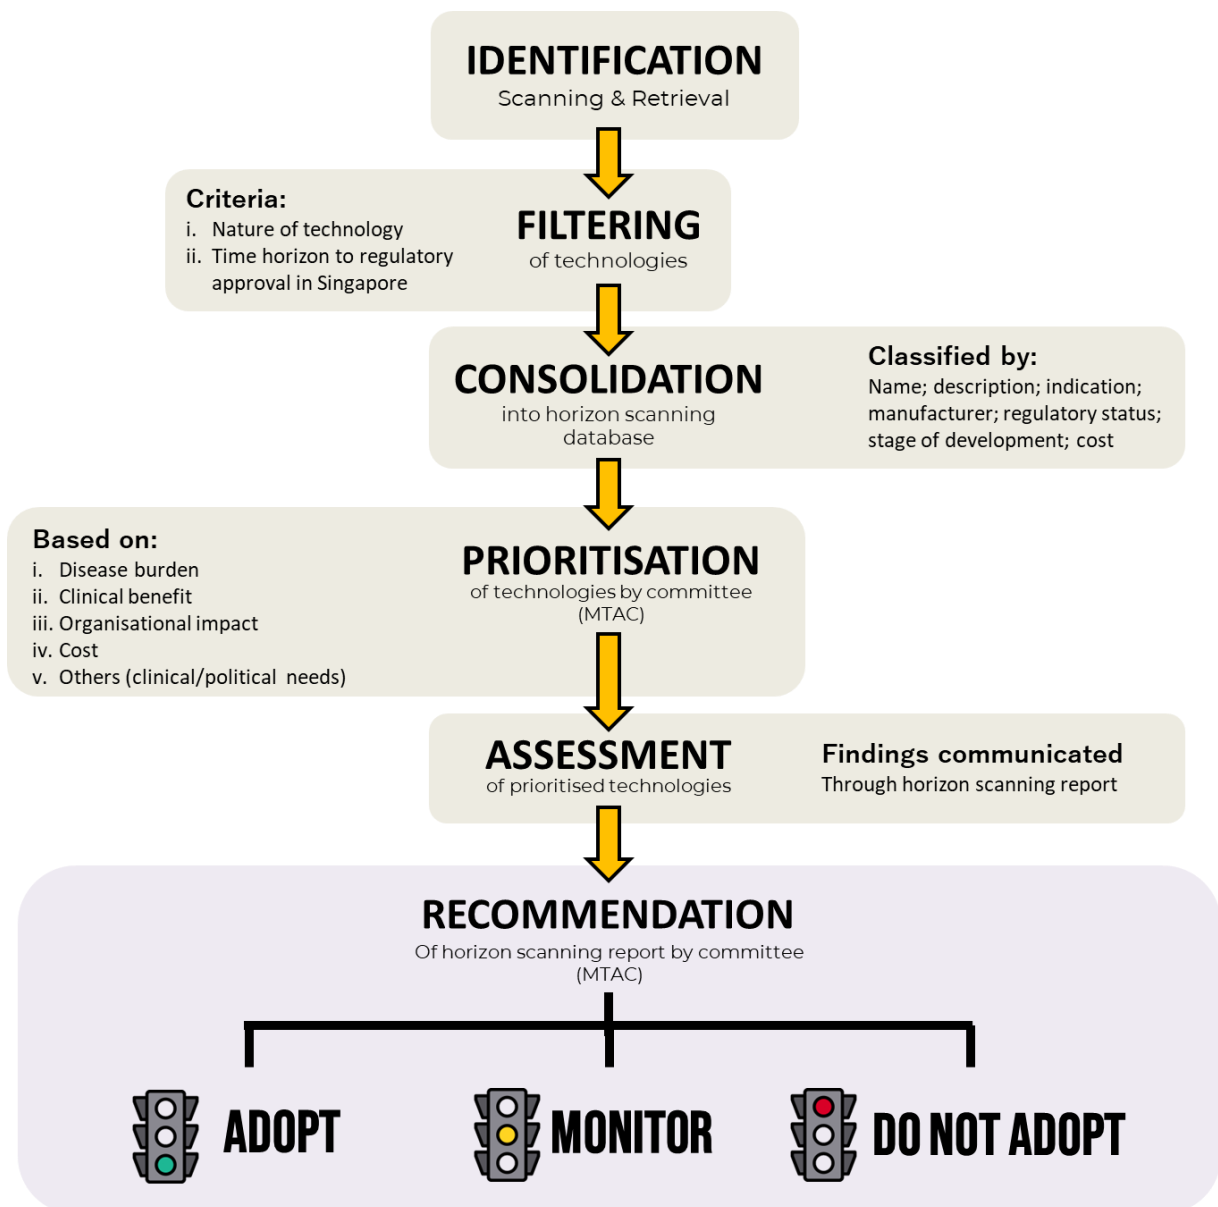 IDENTIFICATION
Scanning & Retrieval
Criteria:
i. Nature of technology
ii. Time horizon to regulatory
approval in Singapore
FILTERING
of technologies
CONSOLIDATION
into horizon scanning
database
Classified by:
Name; description; indication;
manufacturer; regulatory status;
stage of development; cost
Based on:
i. Disease burden
ii. Clinical benefit
iii. Organisational impact
iv. Cost
v. Others (clinical/political needs)
PRIORITISATION
of technologies by committee
(MTAC)
ASSESSMENT
of prioritised technologies
Findings communicated
Through horizon scanning report
RECOMMENDATION
Of horizon scanning report by committee
(MTAC)
ADOPT
MONITOR
DO NOT ADOPT